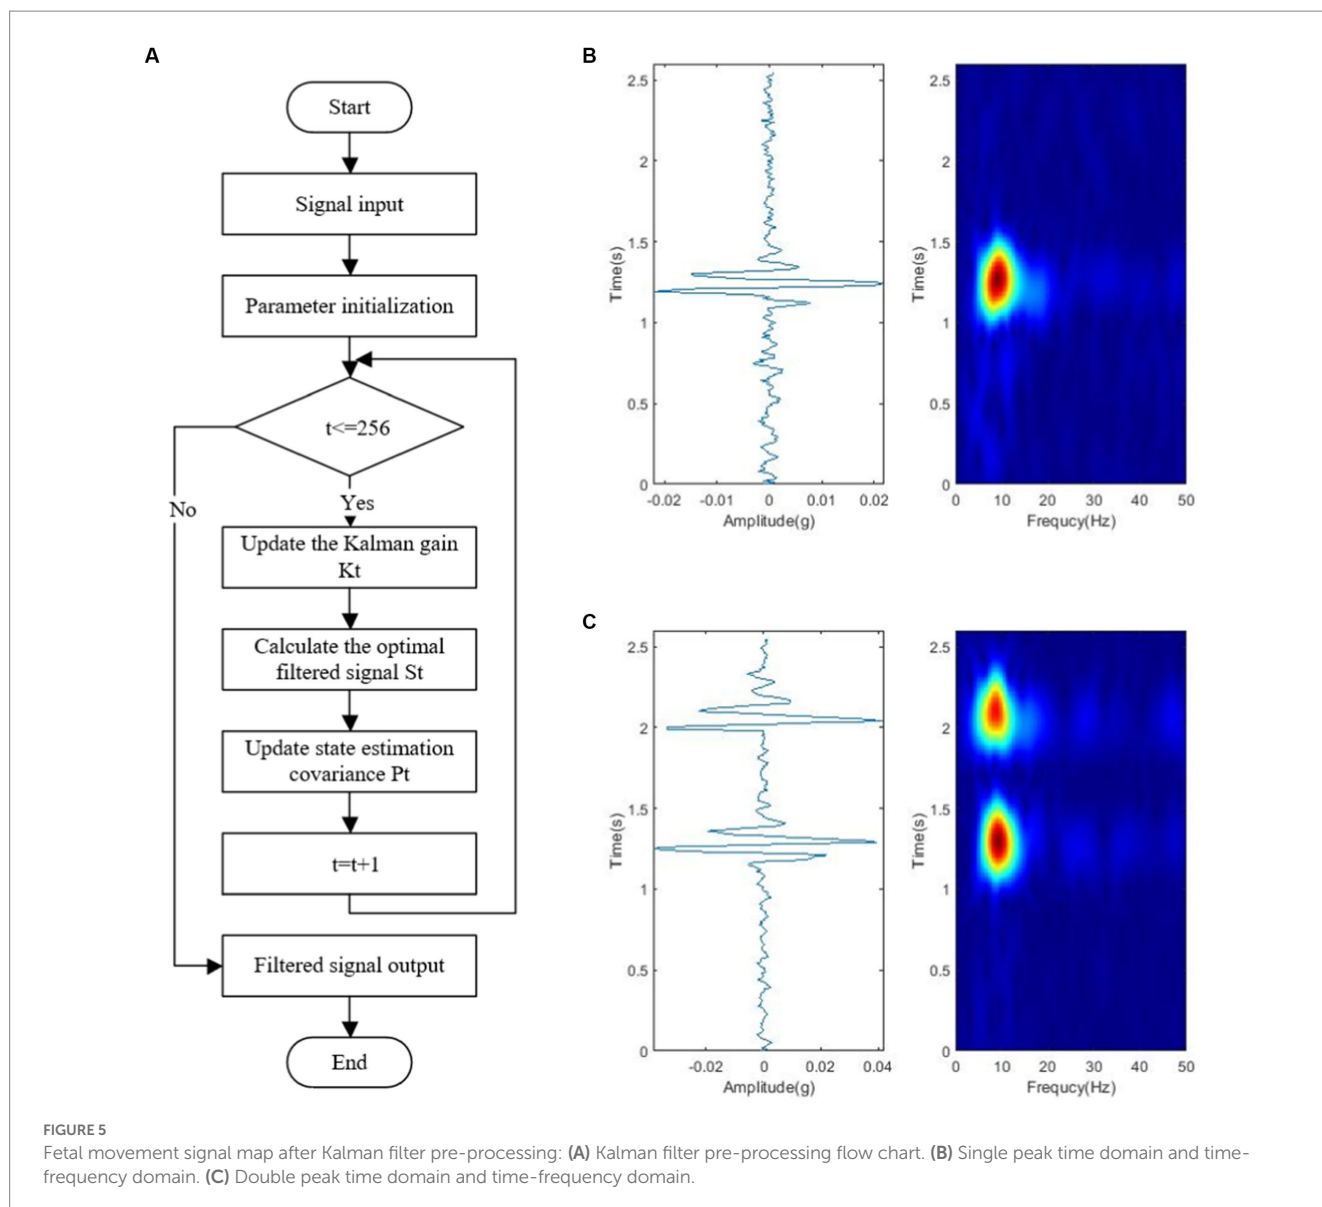 A
Start
Signal input
Parameter initialization
t<=256
No
Yes
Update the Kalman gain
Kt
Calculate the optimal
filtered signal St
Update state estimation
covariance Pt
t=t+1
Filtered signal output
End
B
2.5
2
1.5
1
0.5
0
Time(s)
-0.02 -0.01 0 0.01 0.02
Amplitude(g)
2.5
2
1.5
1
0.5
0
Time(s)
0 10 20 30 40 50
Frequcy(Hz)
C
2.5
2
1.5
1
0.5
0
Time(s)
-0.02 0 0.02 0.04
Amplitude(g)
2.5
2
1.5
1
0.5
0
Time(s)
0 10 20 30 40 50
Frequcy(Hz)
FIGURE 5
Fetal movement signal map after Kalman filter pre-processing: (A) Kalman filter pre-processing flow chart. (B) Single peak time domain and time-
frequency domain. (C) Double peak time domain and time-frequency domain.